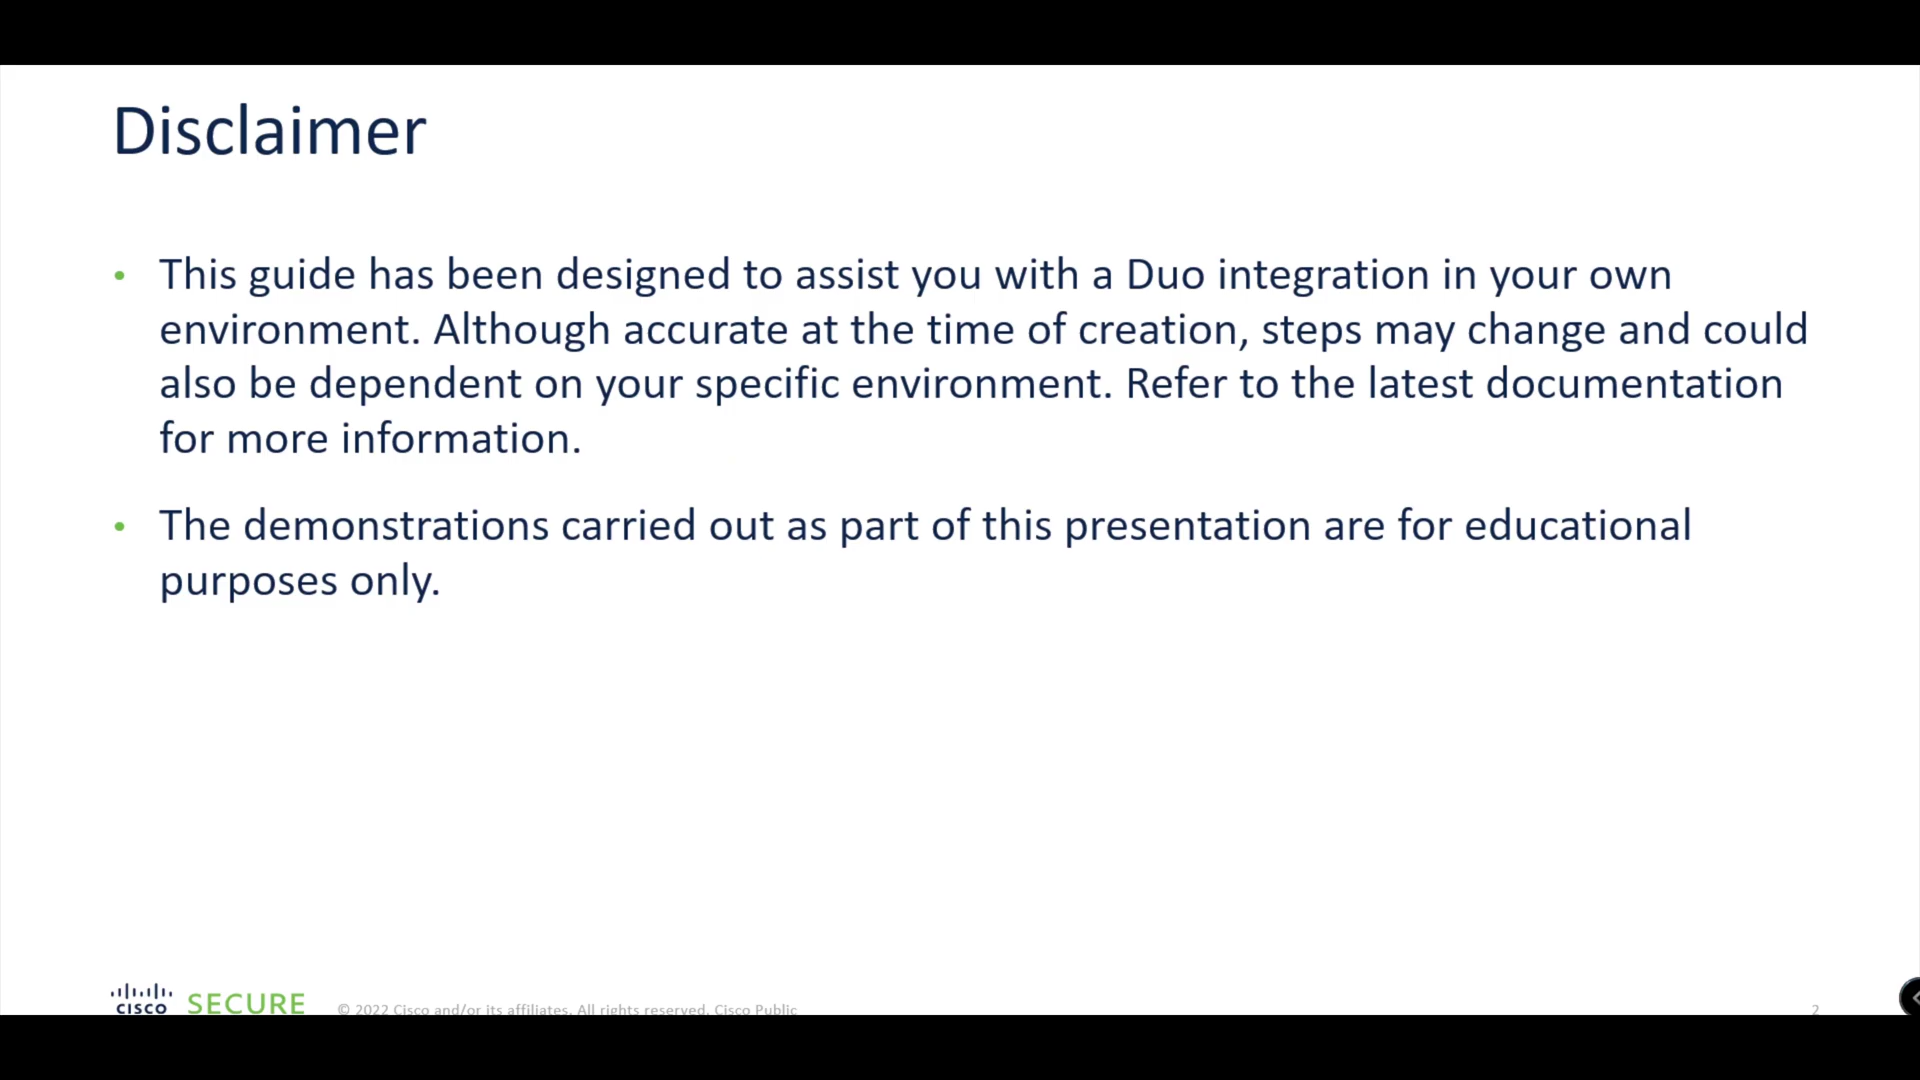 Disclaimer
• This guide has been designed to assist you with a Duo integration in your own
environment. Although accurate at the time of creation, steps may change and could
also be dependent on your specific environment. Refer to the latest documentation
for more information.
• The demonstrations carried out as part of this presentation are for educational
purposes only.
CISCO SECURE © 2022 Cisco and/or its affiliates. All rights reserved. Cisco Public 2